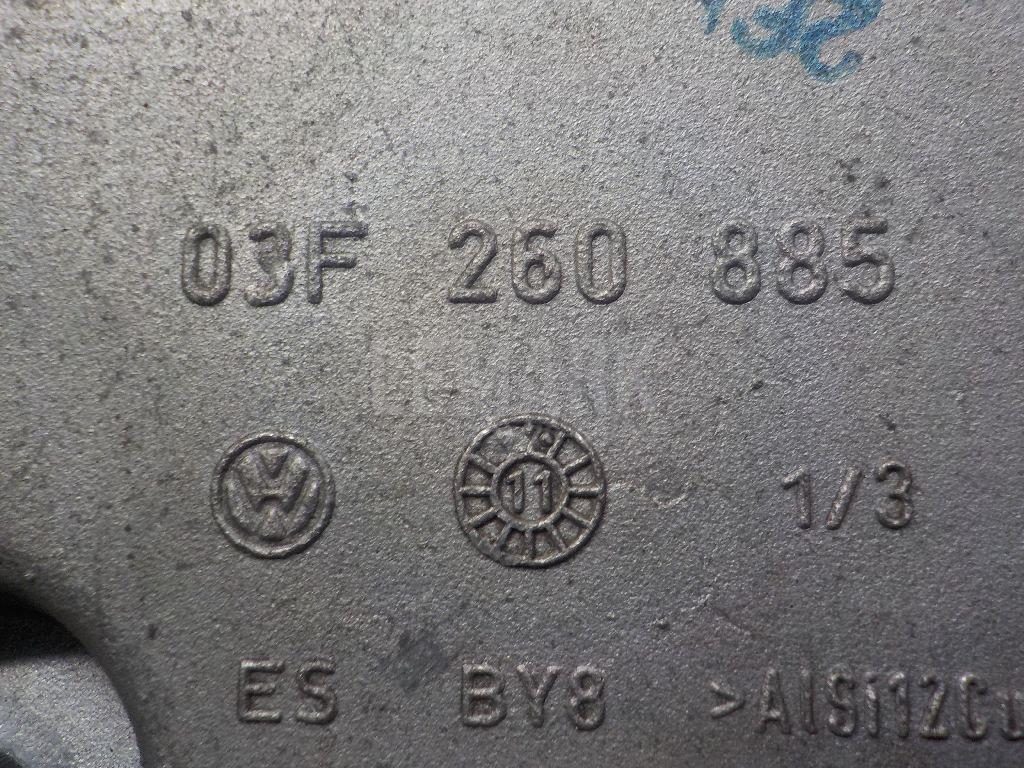 03F 260 885
11 1/3
ES BY8 >AlSi12Cu